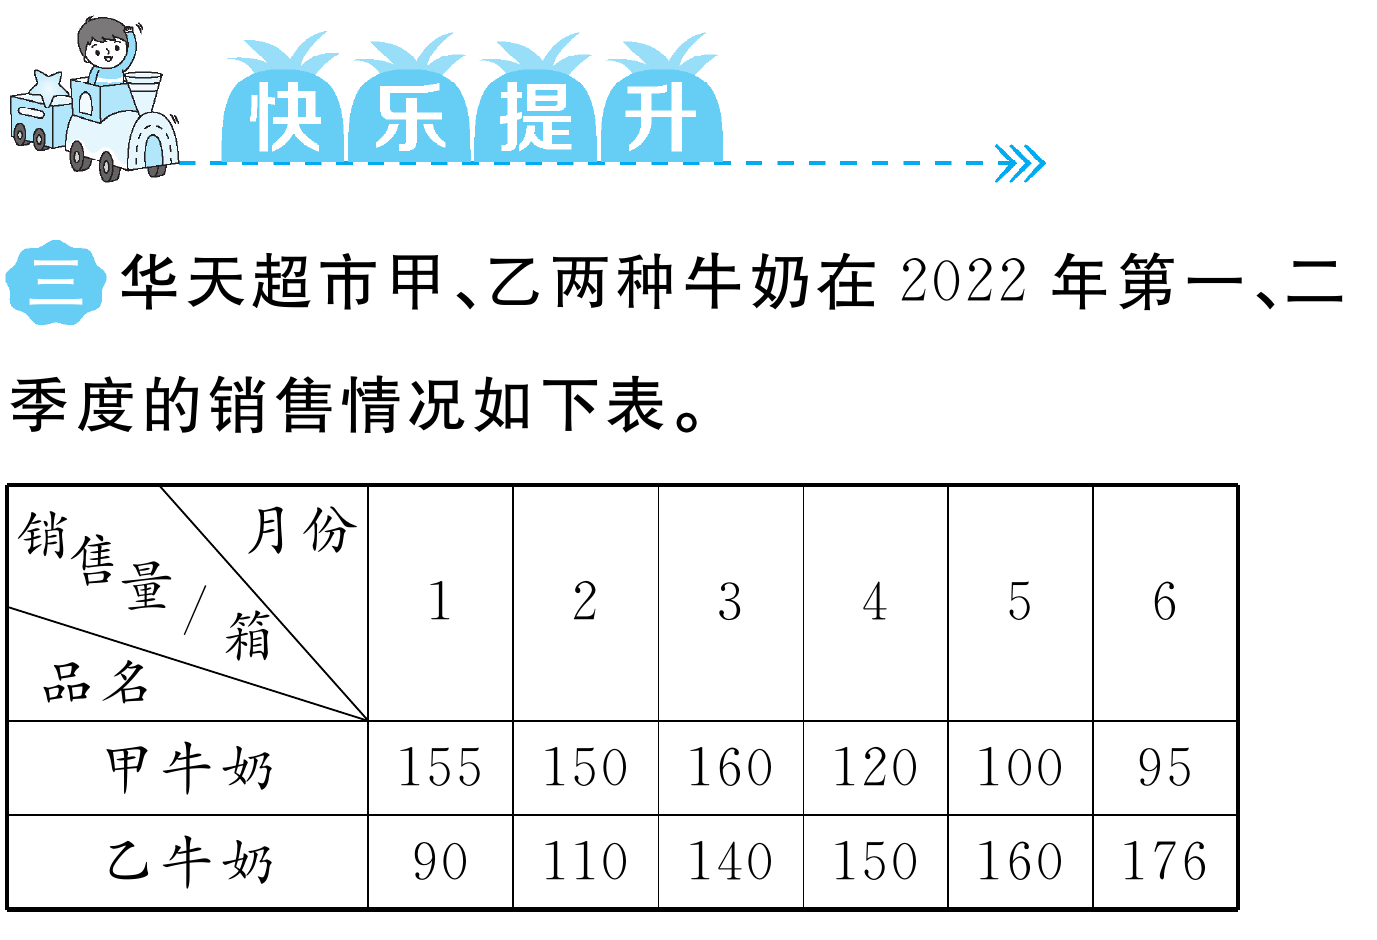 快乐提升
三 华天超市甲、乙两种牛奶在 2022 年第一、二
季度的销售情况如下表。
销售量/箱 月份 品名 1 2 3 4 5 6
甲牛奶 155 150 160 120 100 95
乙牛奶 90 110 140 150 160 176